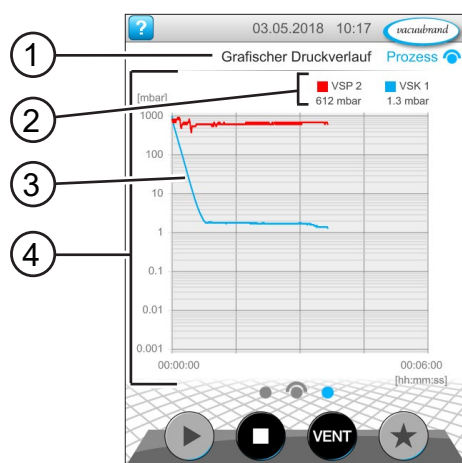 ? 03.05.2018 10:17 vacuubrand
1 Grafischer Druckverlauf Prozess
VSP 2 VSK 1
2 [mbar] 612 mbar 1.3 mbar
1000
100
3 10
4 1
0.1
0.01
0.001
00:00:00 00:06:00
[hh:mm:ss]
VENT